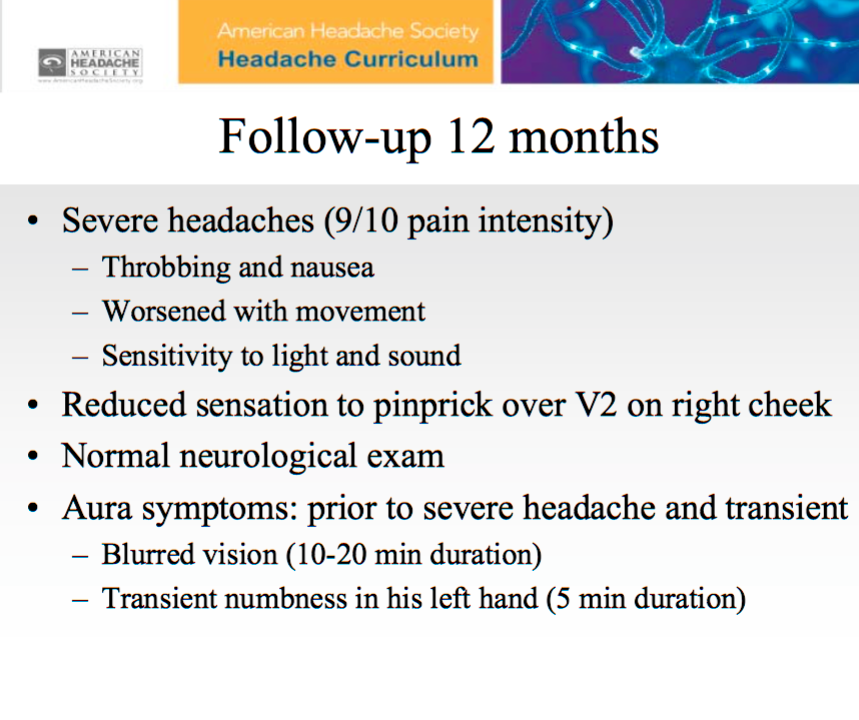 AMERICAN
HEADACHE
SOCIETY
www.AmericanHeadacheSociety.org
American Headache Society
Headache Curriculum
Follow-up 12 months
• Severe headaches (9/10 pain intensity)
– Throbbing and nausea
– Worsened with movement
– Sensitivity to light and sound
• Reduced sensation to pinprick over V2 on right cheek
• Normal neurological exam
• Aura symptoms: prior to severe headache and transient
– Blurred vision (10-20 min duration)
– Transient numbness in his left hand (5 min duration)